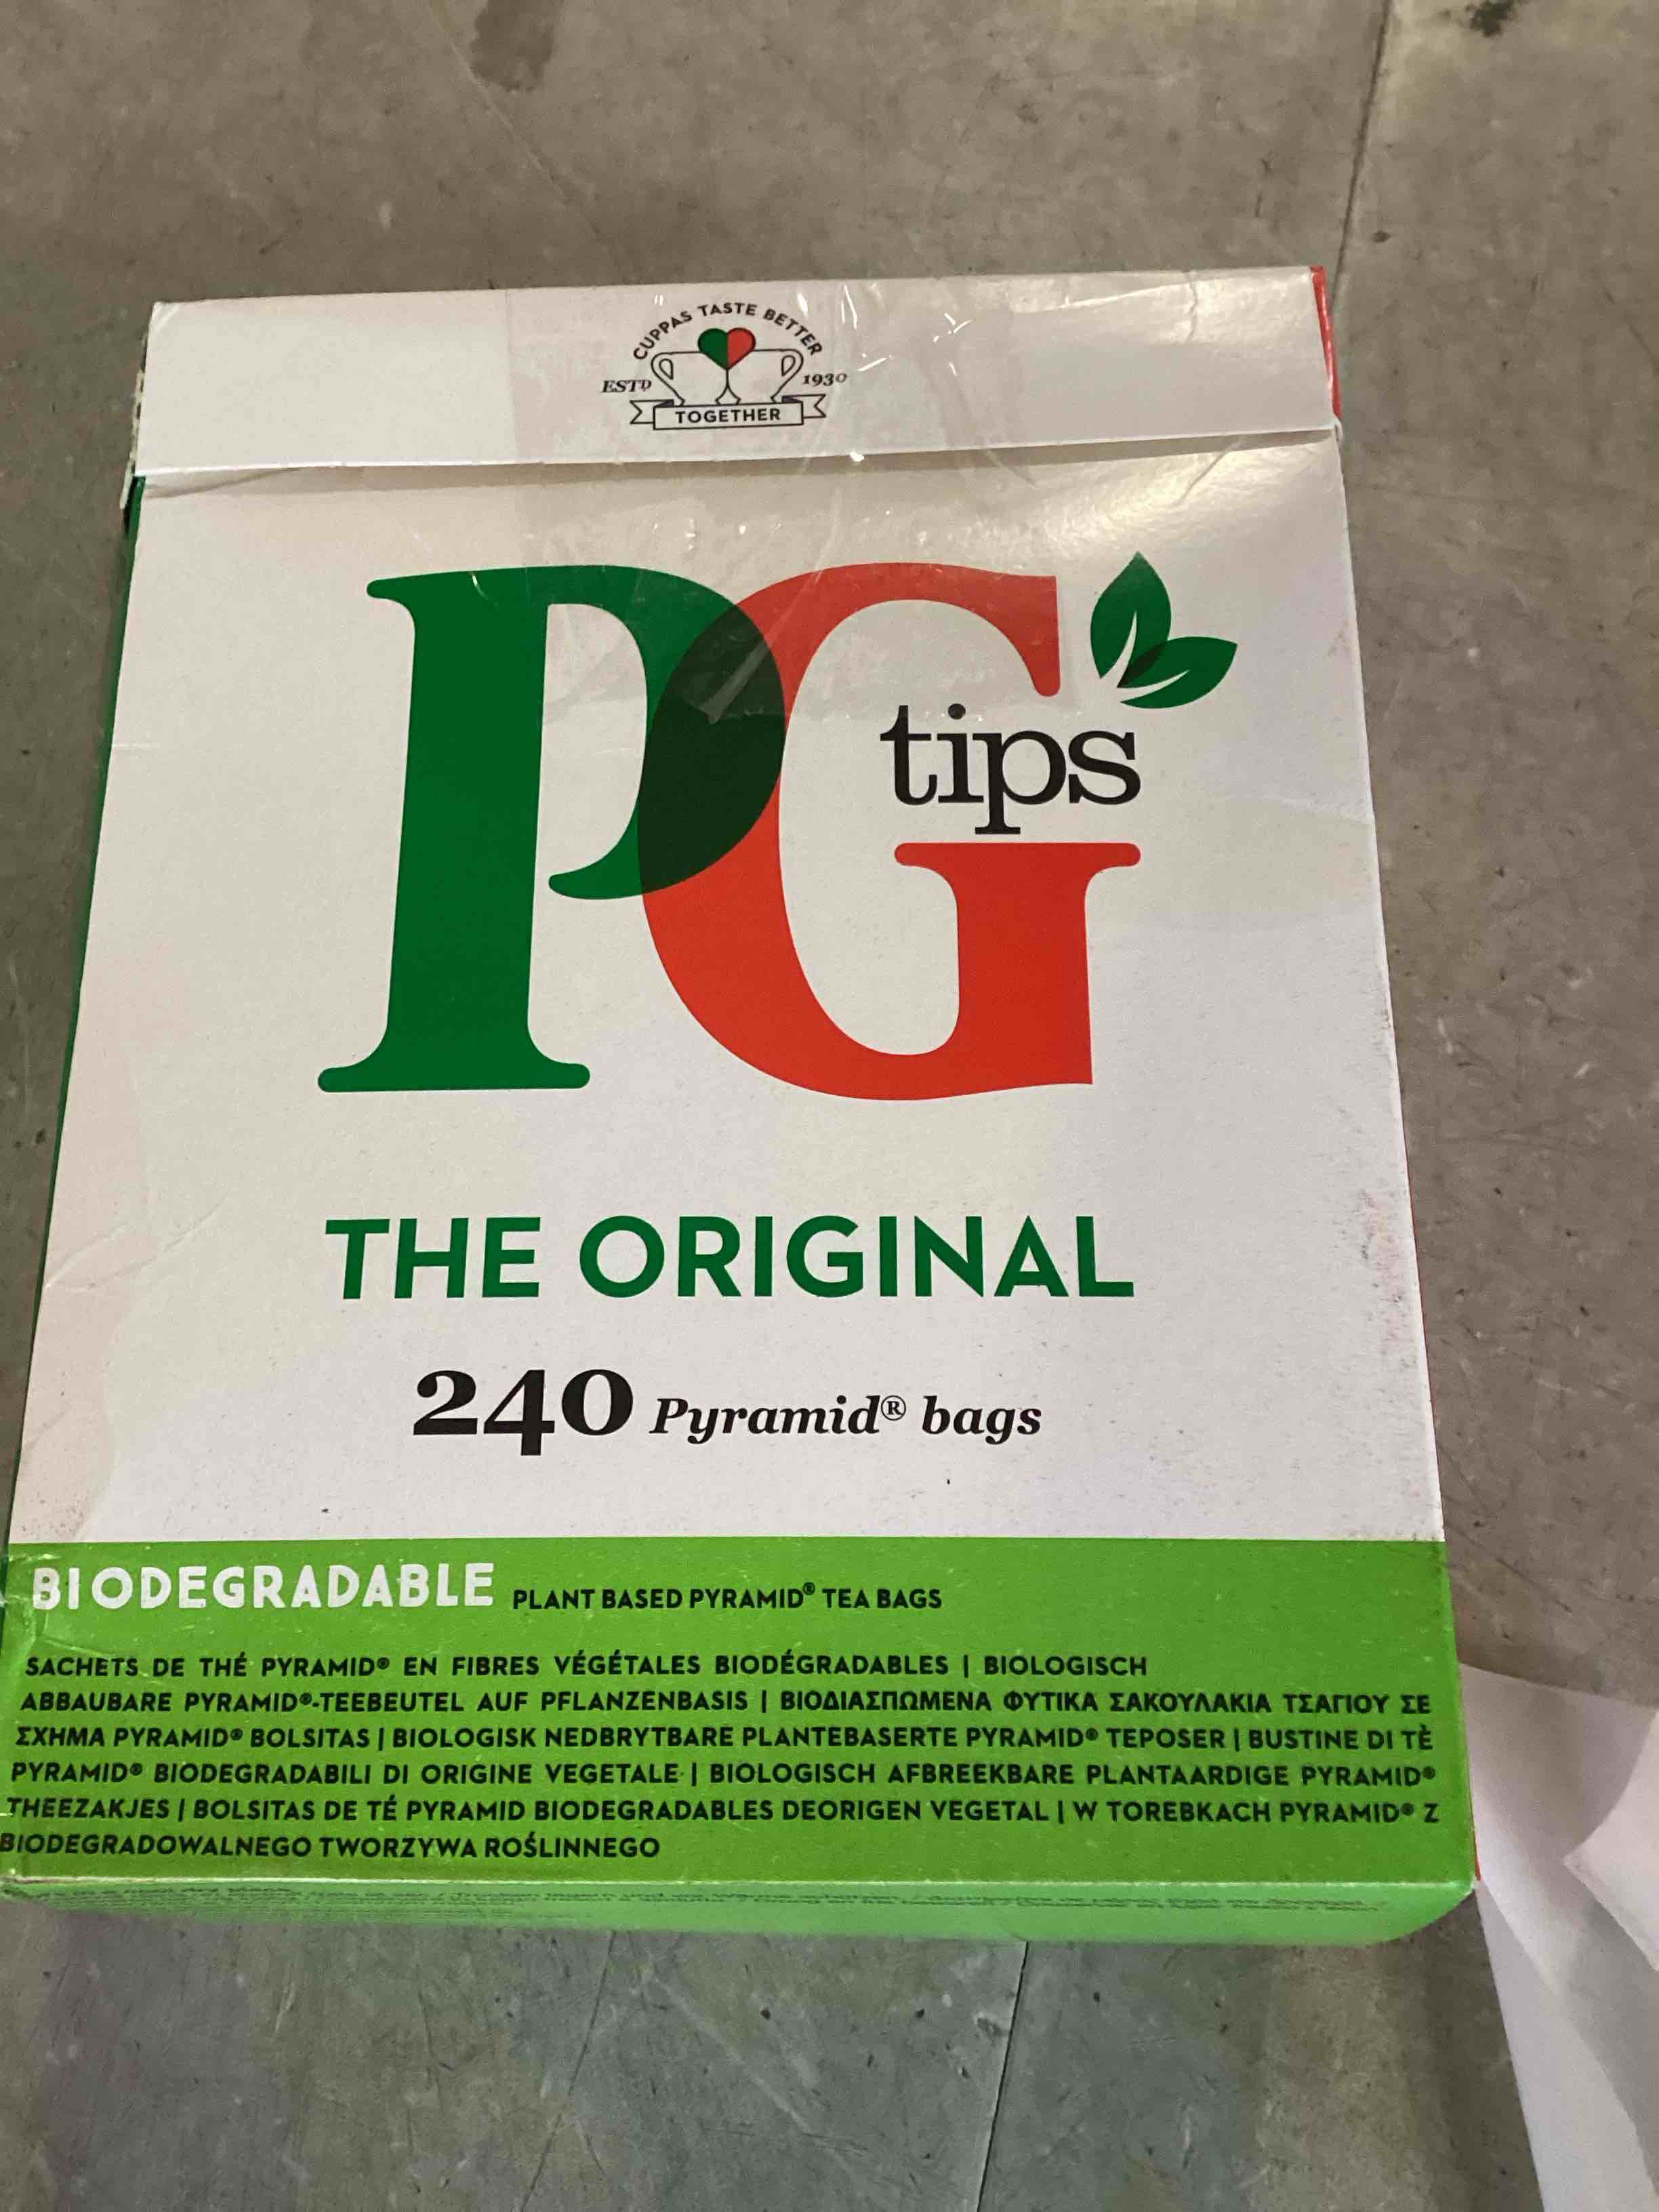 CUPPAS TASTE BETTER
ESTD 1930
TOGETHER
PG
tips
THE ORIGINAL
240 Pyramid® bags
BIODEGRADABLE PLANT BASED PYRAMID® TEA BAGS
SACHETS DE THÉ PYRAMID® EN FIBRES VÉGÉTALES BIODÉGRADABLES | BIOLOGISCH
ABBAUBARE PYRAMID®-TEEBEUTEL AUF PFLANZENBASIS | ΒΙΟΔΙΑΣΠΩΜΕΝΑ ΦΥΤΙΚΑ ΣΑΚΟΥΛΑΚΙΑ ΤΣΑΓΙΟΥ ΣΕ
ΣΧΗΜΑ PYRAMID® BOLSITAS | BIOLOGISK NEDBRYTBARE PLANTEBASERTE PYRAMID® TEPOSER | BUSTINE DI TÈ
PYRAMID® BIODEGRADABILI DI ORIGINE VEGETALE | BIOLOGISCH AFBREEKBARE PLANTAARDIGE PYRAMID®
THEEZAKJES | BOLSITAS DE TÉ PYRAMID BIODEGRADABLES DEORIGEN VEGETAL | W TOREBKACH PYRAMID® Z
BIODEGRADOWALNEGO TWORZYWA ROŚLINNEGO